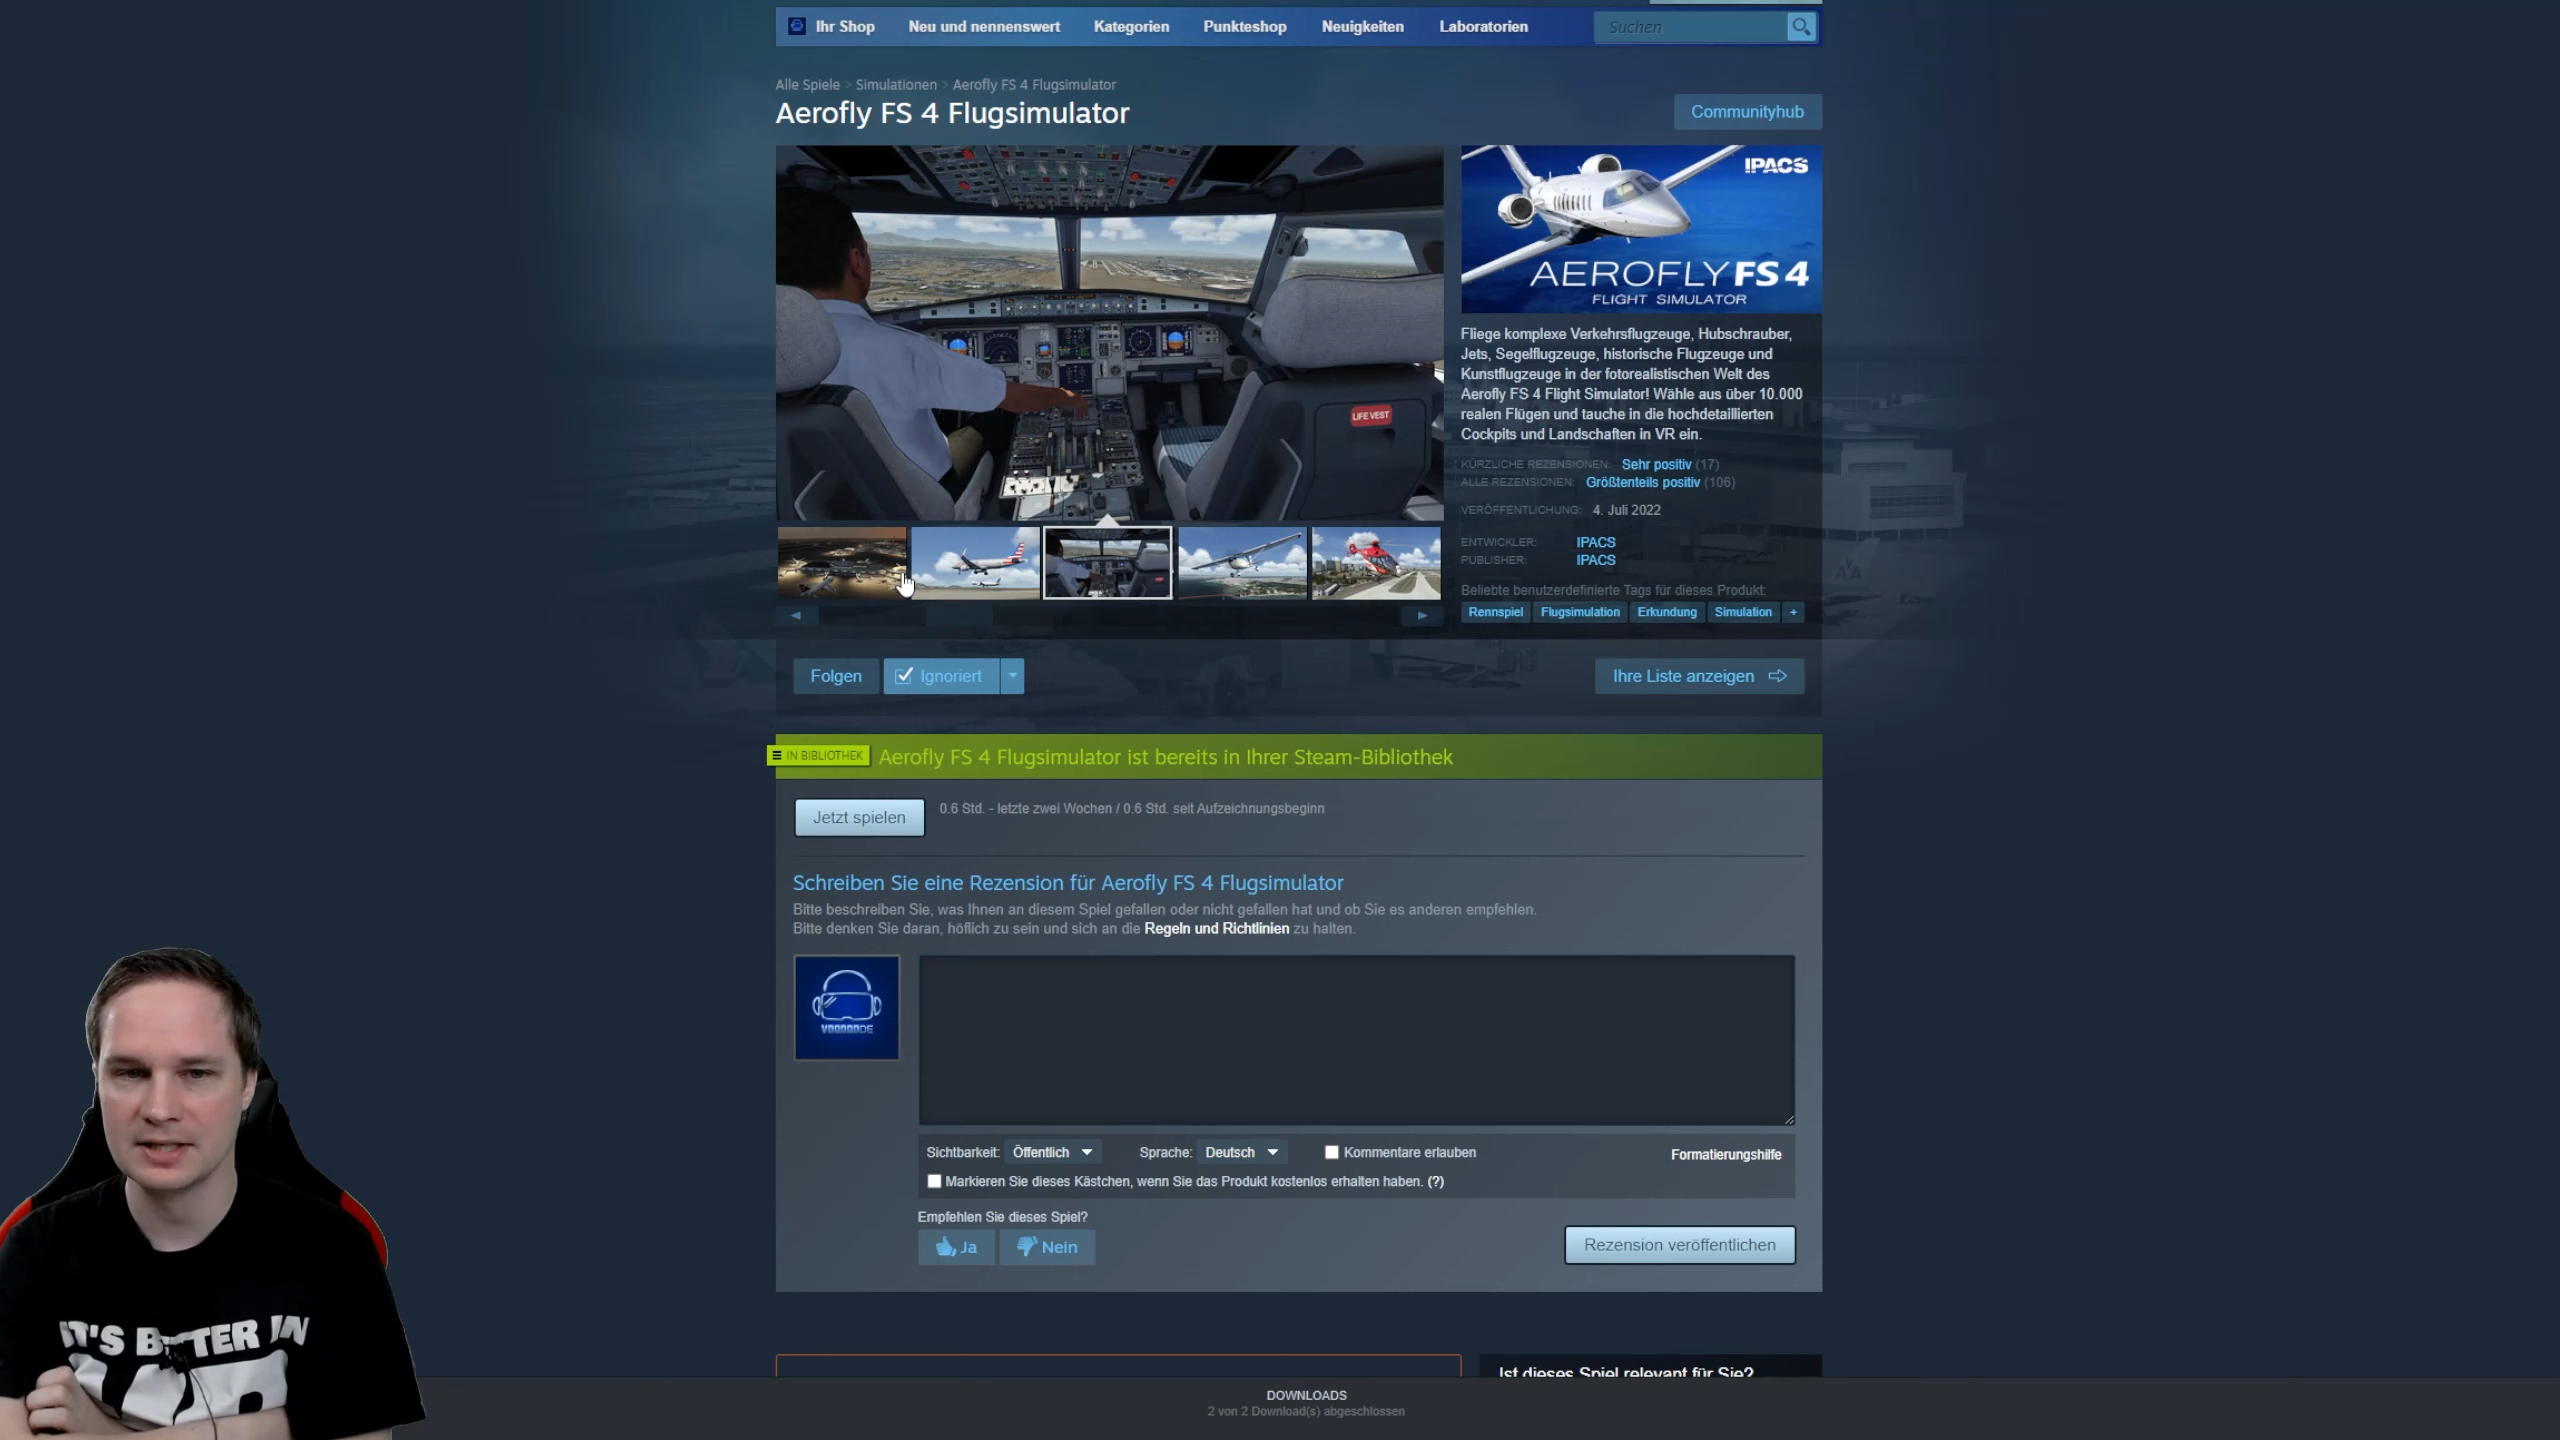 Ihr Shop
Neu und nennenswert
Kategorien
Punkteshop
Neuigkeiten
Laboratorien
Suchen
Alle Spiele > Simulationen > Aerofly FS 4 Flugsimulator
Aerofly FS 4 Flugsimulator
Communityhub
LIFE VEST
IPACS
AEROFLY FS 4
FLIGHT SIMULATOR
Fliege komplexe Verkehrsflugzeuge, Hubschrauber,
Jets, Segelflugzeuge, historische Flugzeuge und
Kunstflugzeuge in der fotorealistischen Welt des
Aerofly FS 4 Flight Simulator! Wähle aus über 10.000
realen Flügen und tauche in die hochdetaillierten
Cockpits und Landschaften in VR ein.
KÜRZLICHE REZENSIONEN: Sehr positiv (17)
ALLE REZENSIONEN: Größtenteils positiv (106)
VERÖFFENTLICHUNG: 4. Juli 2022
ENTWICKLER: IPACS
PUBLISHER: IPACS
Beliebte benutzerdefinierte Tags für dieses Produkt:
Rennspiel Flugsimulation Erkundung Simulation +
Folgen
Ignoriert
Ihre Liste anzeigen
IN BIBLIOTHEK
Aerofly FS 4 Flugsimulator ist bereits in Ihrer Steam-Bibliothek
Jetzt spielen
0.6 Std. - letzte zwei Wochen / 0.6 Std. seit Aufzeichnungsbeginn
Schreiben Sie eine Rezension für Aerofly FS 4 Flugsimulator
Bitte beschreiben Sie, was Ihnen an diesem Spiel gefallen oder nicht gefallen hat und ob Sie es anderen empfehlen.
Bitte denken Sie daran, höflich zu sein und sich an die Regeln und Richtlinien zu halten.
VOODOODE
Sichtbarkeit: Öffentlich
Sprache: Deutsch
Kommentare erlauben
Formatierungshilfe
Markieren Sie dieses Kästchen, wenn Sie das Produkt kostenlos erhalten haben. (?)
Empfehlen Sie dieses Spiel?
Ja
Nein
Rezension veröffentlichen
IT'S BETTER IN
Ist dieses Spiel relevant für Sie?
DOWNLOADS
2 von 2 Download(s) abgeschlossen